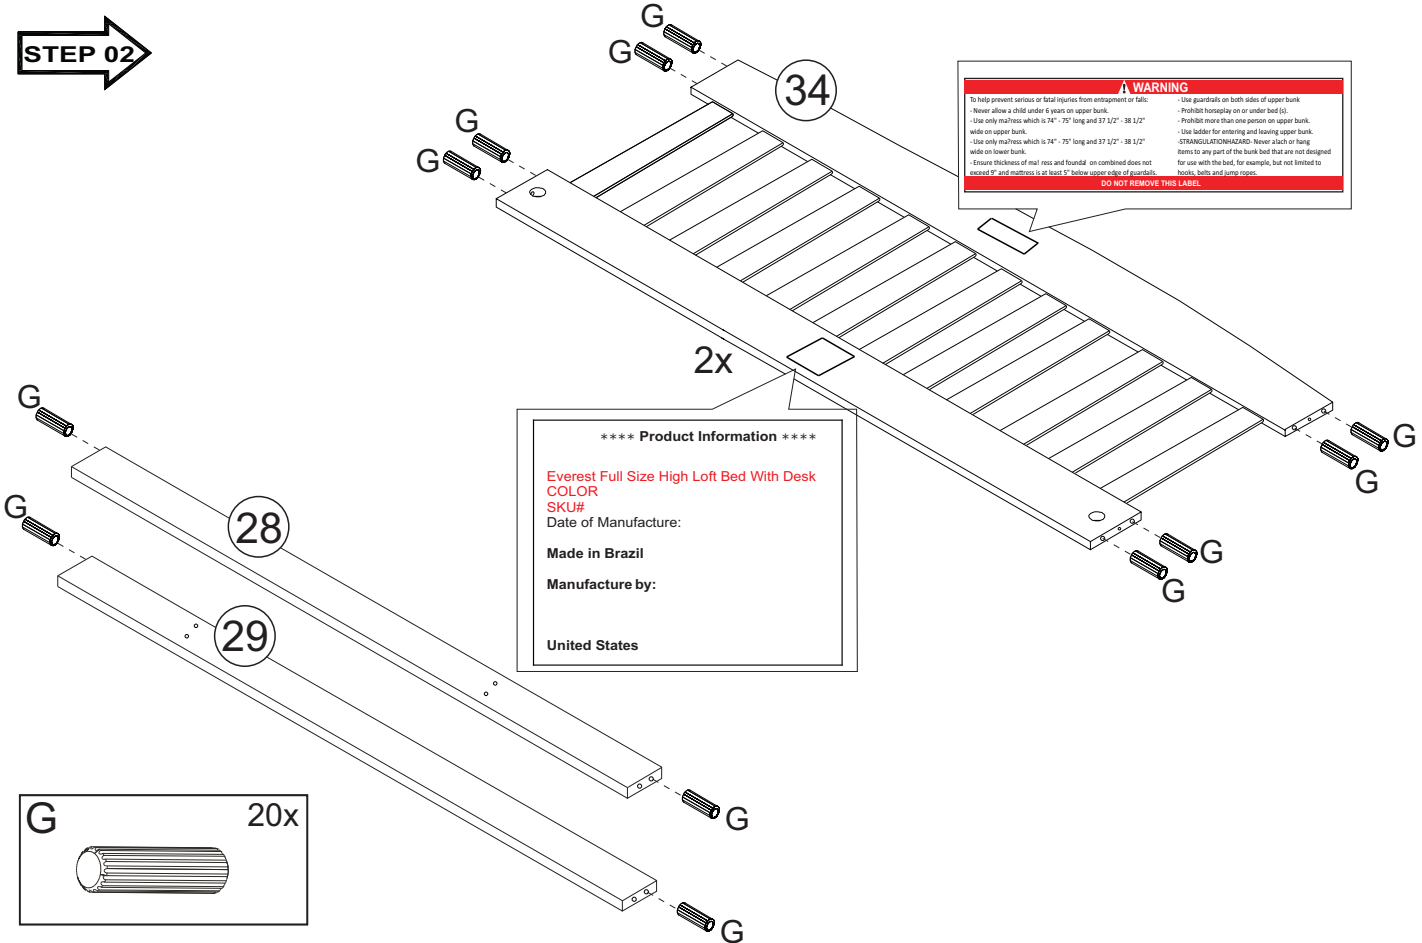 STEP 02
G
G
34
G
G
WARNING
To help prevent serious or fatal injuries from entrapment or falls:
- Never allow a child under 6 years on upper bunk.
- Use only ma?ress which is 74" - 75" long and 37 1/2" - 38 1/2"
wide on upper bunk.
- Use only ma?ress which is 74" - 75" long and 37 1/2" - 38 1/2"
wide on lower bunk.
- Ensure thickness of ma! ress and foundaI on combined does not
exceed 9" and mattress is at least 5" below upper edge of guardails.
- Use guardrails on both sides of upper bunk
- Prohibit horseplay on or under bed (s).
- Prohibit more than one person on upper bunk.
- Use ladder for entering and leaving upper bunk.
-STRANGULATIONHAZARD- Never aIach or hang
items to any part of the bunk bed that are not designed
for use with the bed, for example, but not limited to
hooks, belts and jump ropes.
DO NOT REMOVE THIS LABEL
2x
G
G
G
G
**** Product Information ****
Everest Full Size High Loft Bed With Desk
COLOR
SKU#
Date of Manufacture:
Made in Brazil
Manufacture by:
United States
G
G
28
29
G
G
G
20x